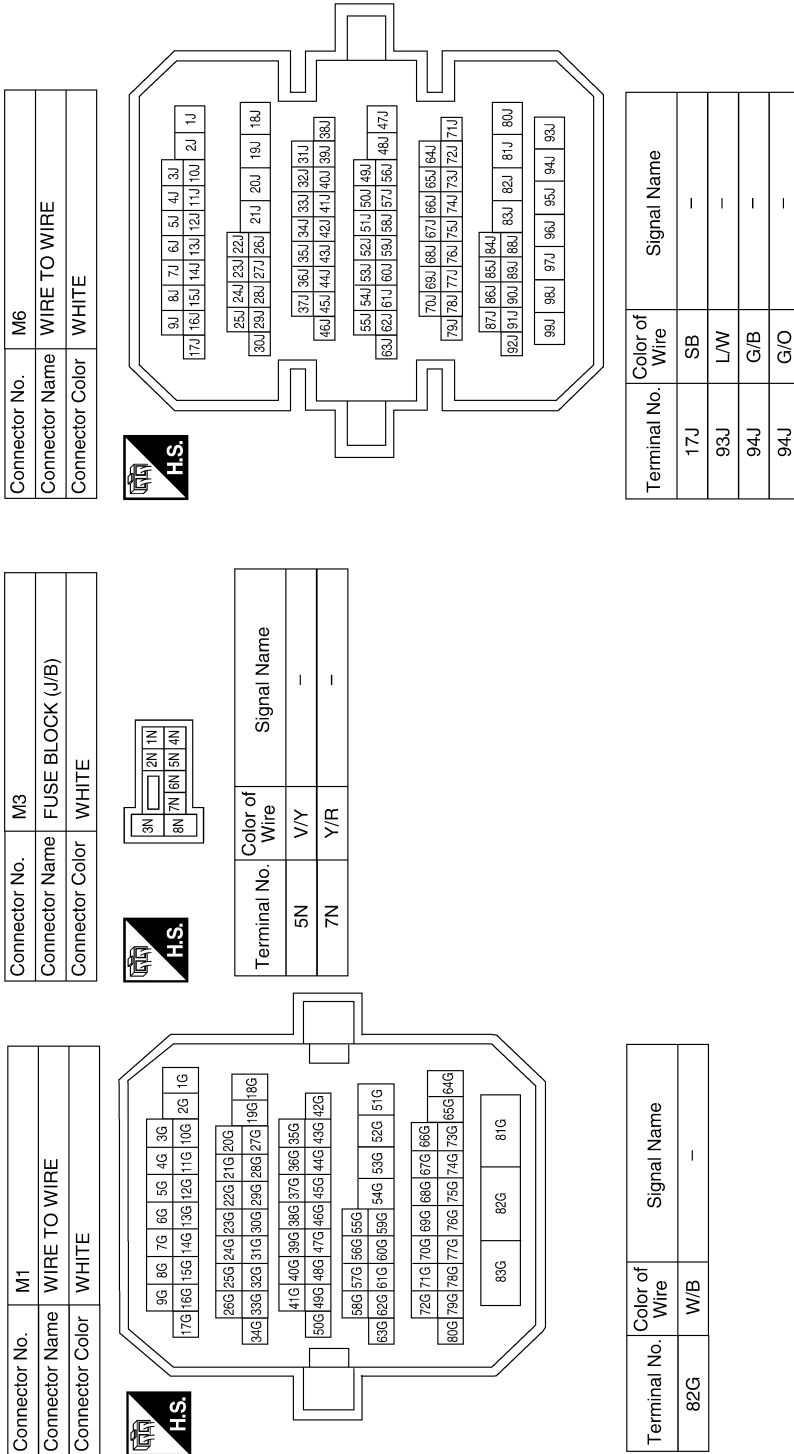 Connector No. M1
Connector Name WIRE TO WIRE
Connector Color WHITE
H.S.
9G 8G 7G 6G 5G 4G 3G 2G 1G
17G 16G 15G 14G 13G 12G 11G 10G
26G 25G 24G 23G 22G 21G 20G 19G 18G
34G 33G 32G 31G 30G 29G 28G 27G
41G 40G 39G 38G 37G 36G 35G
50G 49G 48G 47G 46G 45G 44G 43G 42G
58G 57G 56G 55G 54G 53G 52G 51G
63G 62G 61G 60G 59G
72G 71G 70G 69G 68G 67G 66G 65G 64G
80G 79G 78G 77G 76G 75G 74G 73G
83G 82G 81G
Terminal No. Color of Wire Signal Name
82G W/B –
Connector No. M3
Connector Name FUSE BLOCK (J/B)
Connector Color WHITE
H.S.
3N 2N 1N
8N 7N 6N 5N 4N
Terminal No. Color of Wire Signal Name
5N V/Y –
7N Y/R –
Connector No. M6
Connector Name WIRE TO WIRE
Connector Color WHITE
H.S.
9J 8J 7J 6J 5J 4J 3J 2J 1J
17J 16J 15J 14J 13J 12J 11J 10J
25J 24J 23J 22J 21J 20J 19J 18J
30J 29J 28J 27J 26J
37J 36J 35J 34J 33J 32J 31J
46J 45J 44J 43J 42J 41J 40J 39J 38J
55J 54J 53J 52J 51J 50J 49J 48J 47J
63J 62J 61J 60J 59J 58J 57J 56J
70J 69J 68J 67J 66J 65J 64J
79J 78J 77J 76J 75J 74J 73J 72J 71J
87J 86J 85J 84J 83J 82J 81J 80J
92J 91J 90J 89J 88J
99J 98J 97J 96J 95J 94J 93J
Terminal No. Color of Wire Signal Name
17J SB –
93J L/W –
94J G/B –
94J G/O –